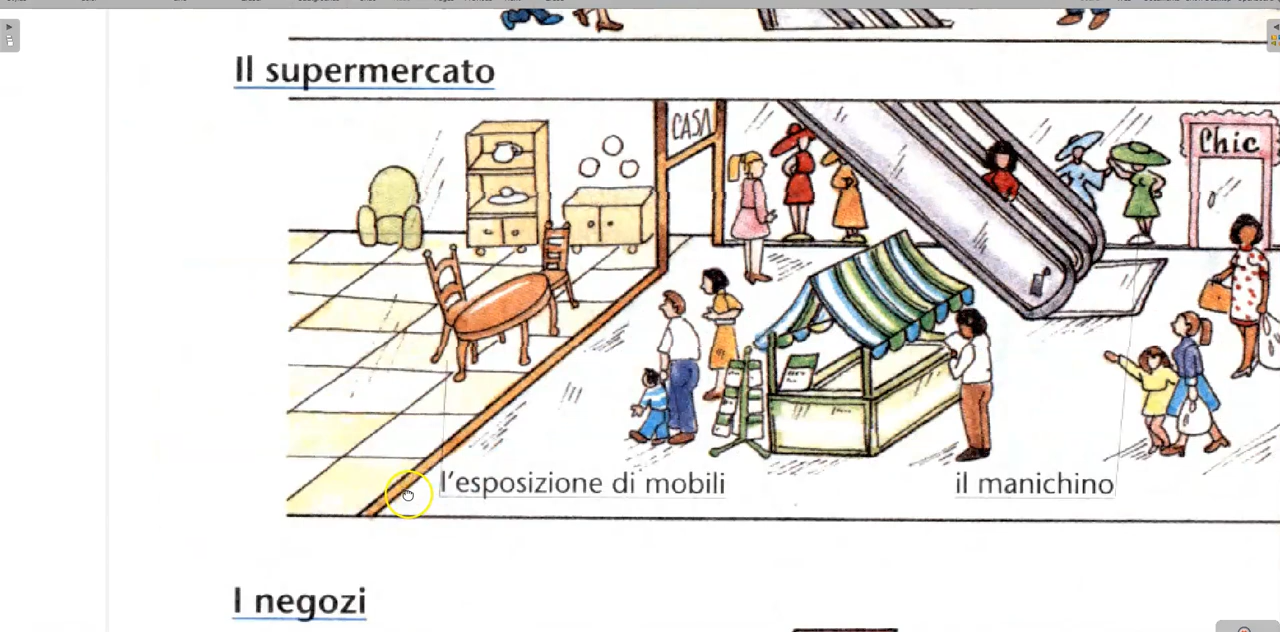 Il supermercato
CASA
Chic
l'esposizione di mobili
il manichino
I negozi